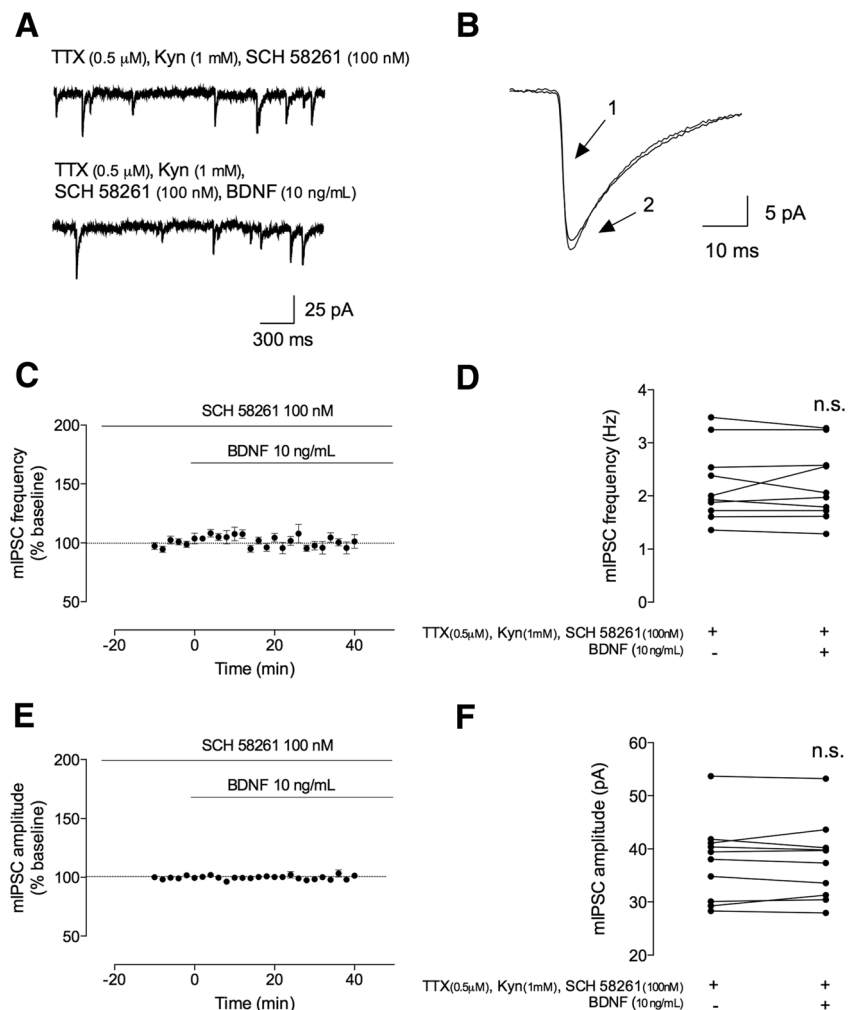 A
TTX (0.5 µM), Kyn (1 mM), SCH 58261 (100 nM)
TTX (0.5 µM), Kyn (1 mM),
SCH 58261 (100 nM), BDNF (10 ng/mL)
25 pA
300 ms
B
1
2
5 pA
10 ms
C
SCH 58261 100 nM
BDNF 10 ng/mL
mIPSC frequency
(% baseline)
200
150
100
50
-20
0
20
40
Time (min)
D
n.s.
mIPSC frequency (Hz)
4
3
2
1
0
TTX(0.5µM), Kyn(1mM), SCH 58261(100nM) + +
BDNF (10 ng/mL) - +
E
SCH 58261 100 nM
BDNF 10 ng/mL
mIPSC amplitude
(% baseline)
200
150
100
50
-20
0
20
40
Time (min)
F
n.s.
mIPSC amplitude (pA)
60
50
40
30
20
TTX(0.5µM), Kyn(1mM), SCH 58261(100nM) + +
BDNF (10 ng/mL) - +